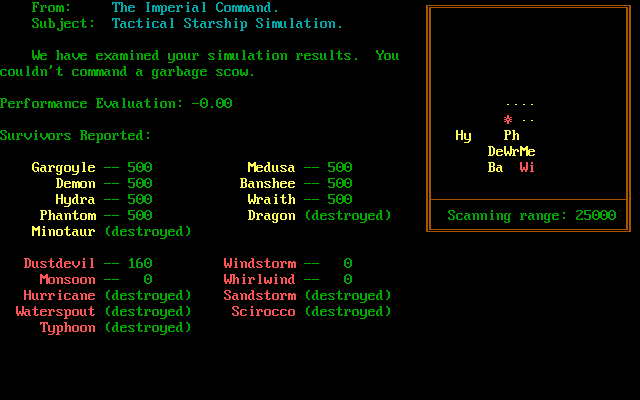 From: The Imperial Command.
Subject: Tactical Starship Simulation.
We have examined your simulation results. You
couldn't command a garbage scow.
Performance Evaluation: -0.00
Survivors Reported:
Gargoyle -- 500 Medusa -- 500
Demon -- 500 Banshee -- 500
Hydra -- 500 Wraith -- 500
Phantom -- 500 Dragon (destroyed)
Minotaur (destroyed)
Dustdevil -- 160 Windstorm -- 0
Monsoon -- 0 Whirlwind -- 0
Hurricane (destroyed) Sandstorm (destroyed)
Waterspout (destroyed) Scirocco (destroyed)
Typhoon (destroyed)
....
* ..
Hy Ph
DeWrMe
Ba Wi
Scanning range: 25000